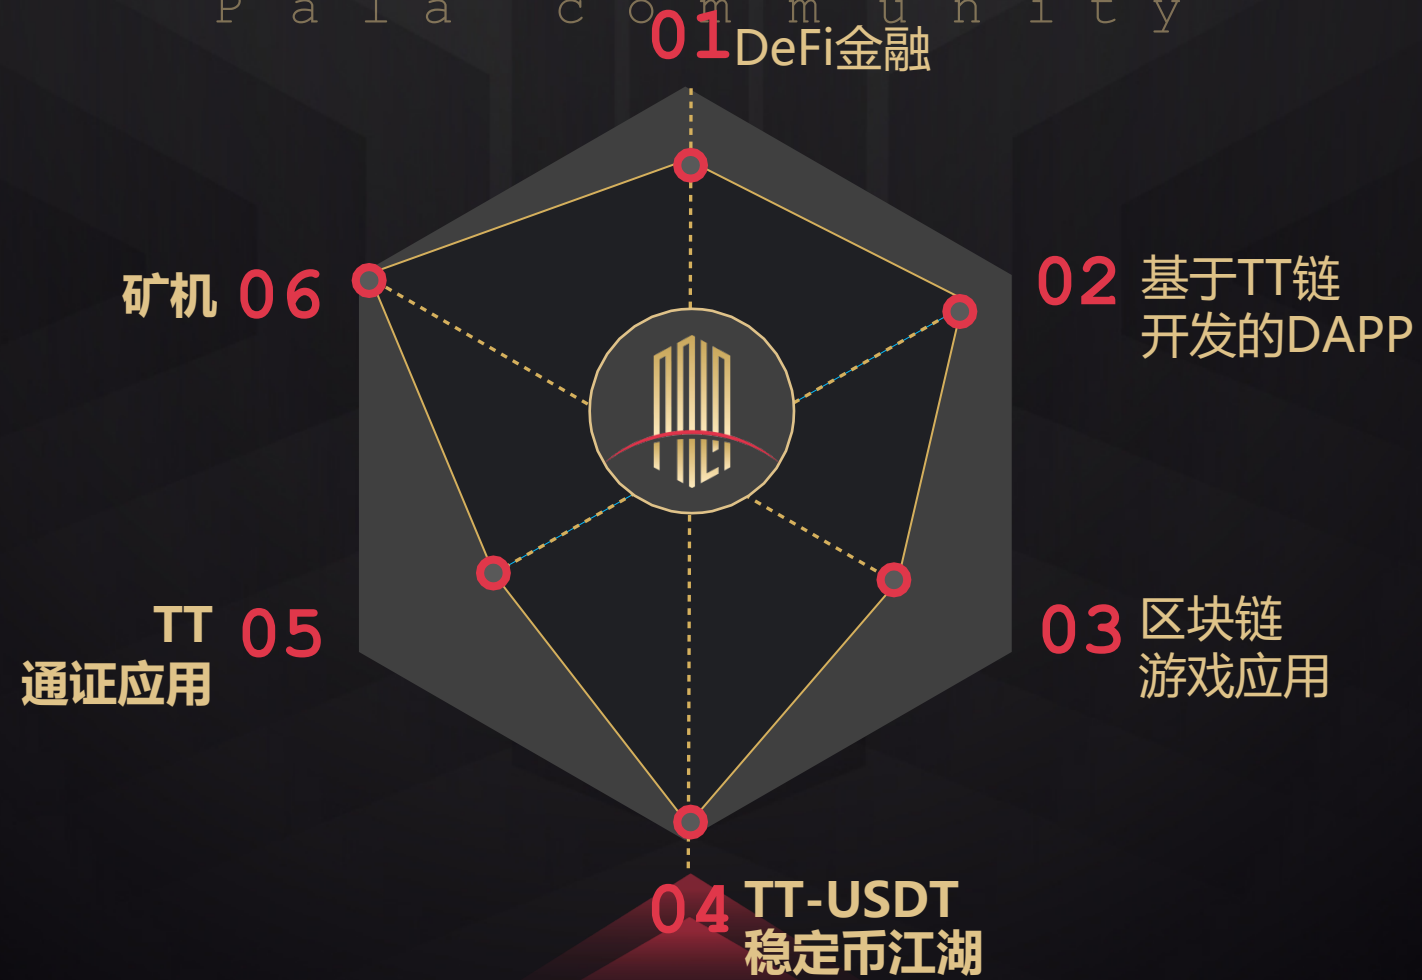 Pala community
01 DeFi金融
02 基于TT链
开发的DAPP
03 区块链
游戏应用
04 TT-USDT
稳定币江湖
TT 05
通证应用
矿机 06